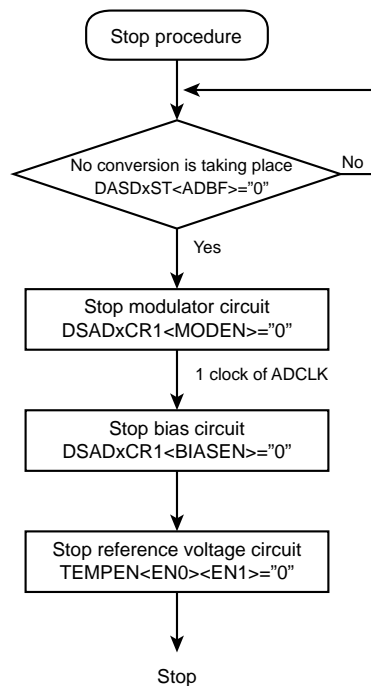 Stop procedure
No conversion is taking place
DASDxST<ADBF>=”0”
No
Yes
Stop modulator circuit
DSADxCR1<MODEN>=”0”
1 clock of ADCLK
Stop bias circuit
DSADxCR1<BIASEN>=”0”
Stop reference voltage circuit
TEMPEN<EN0><EN1>=”0”
Stop